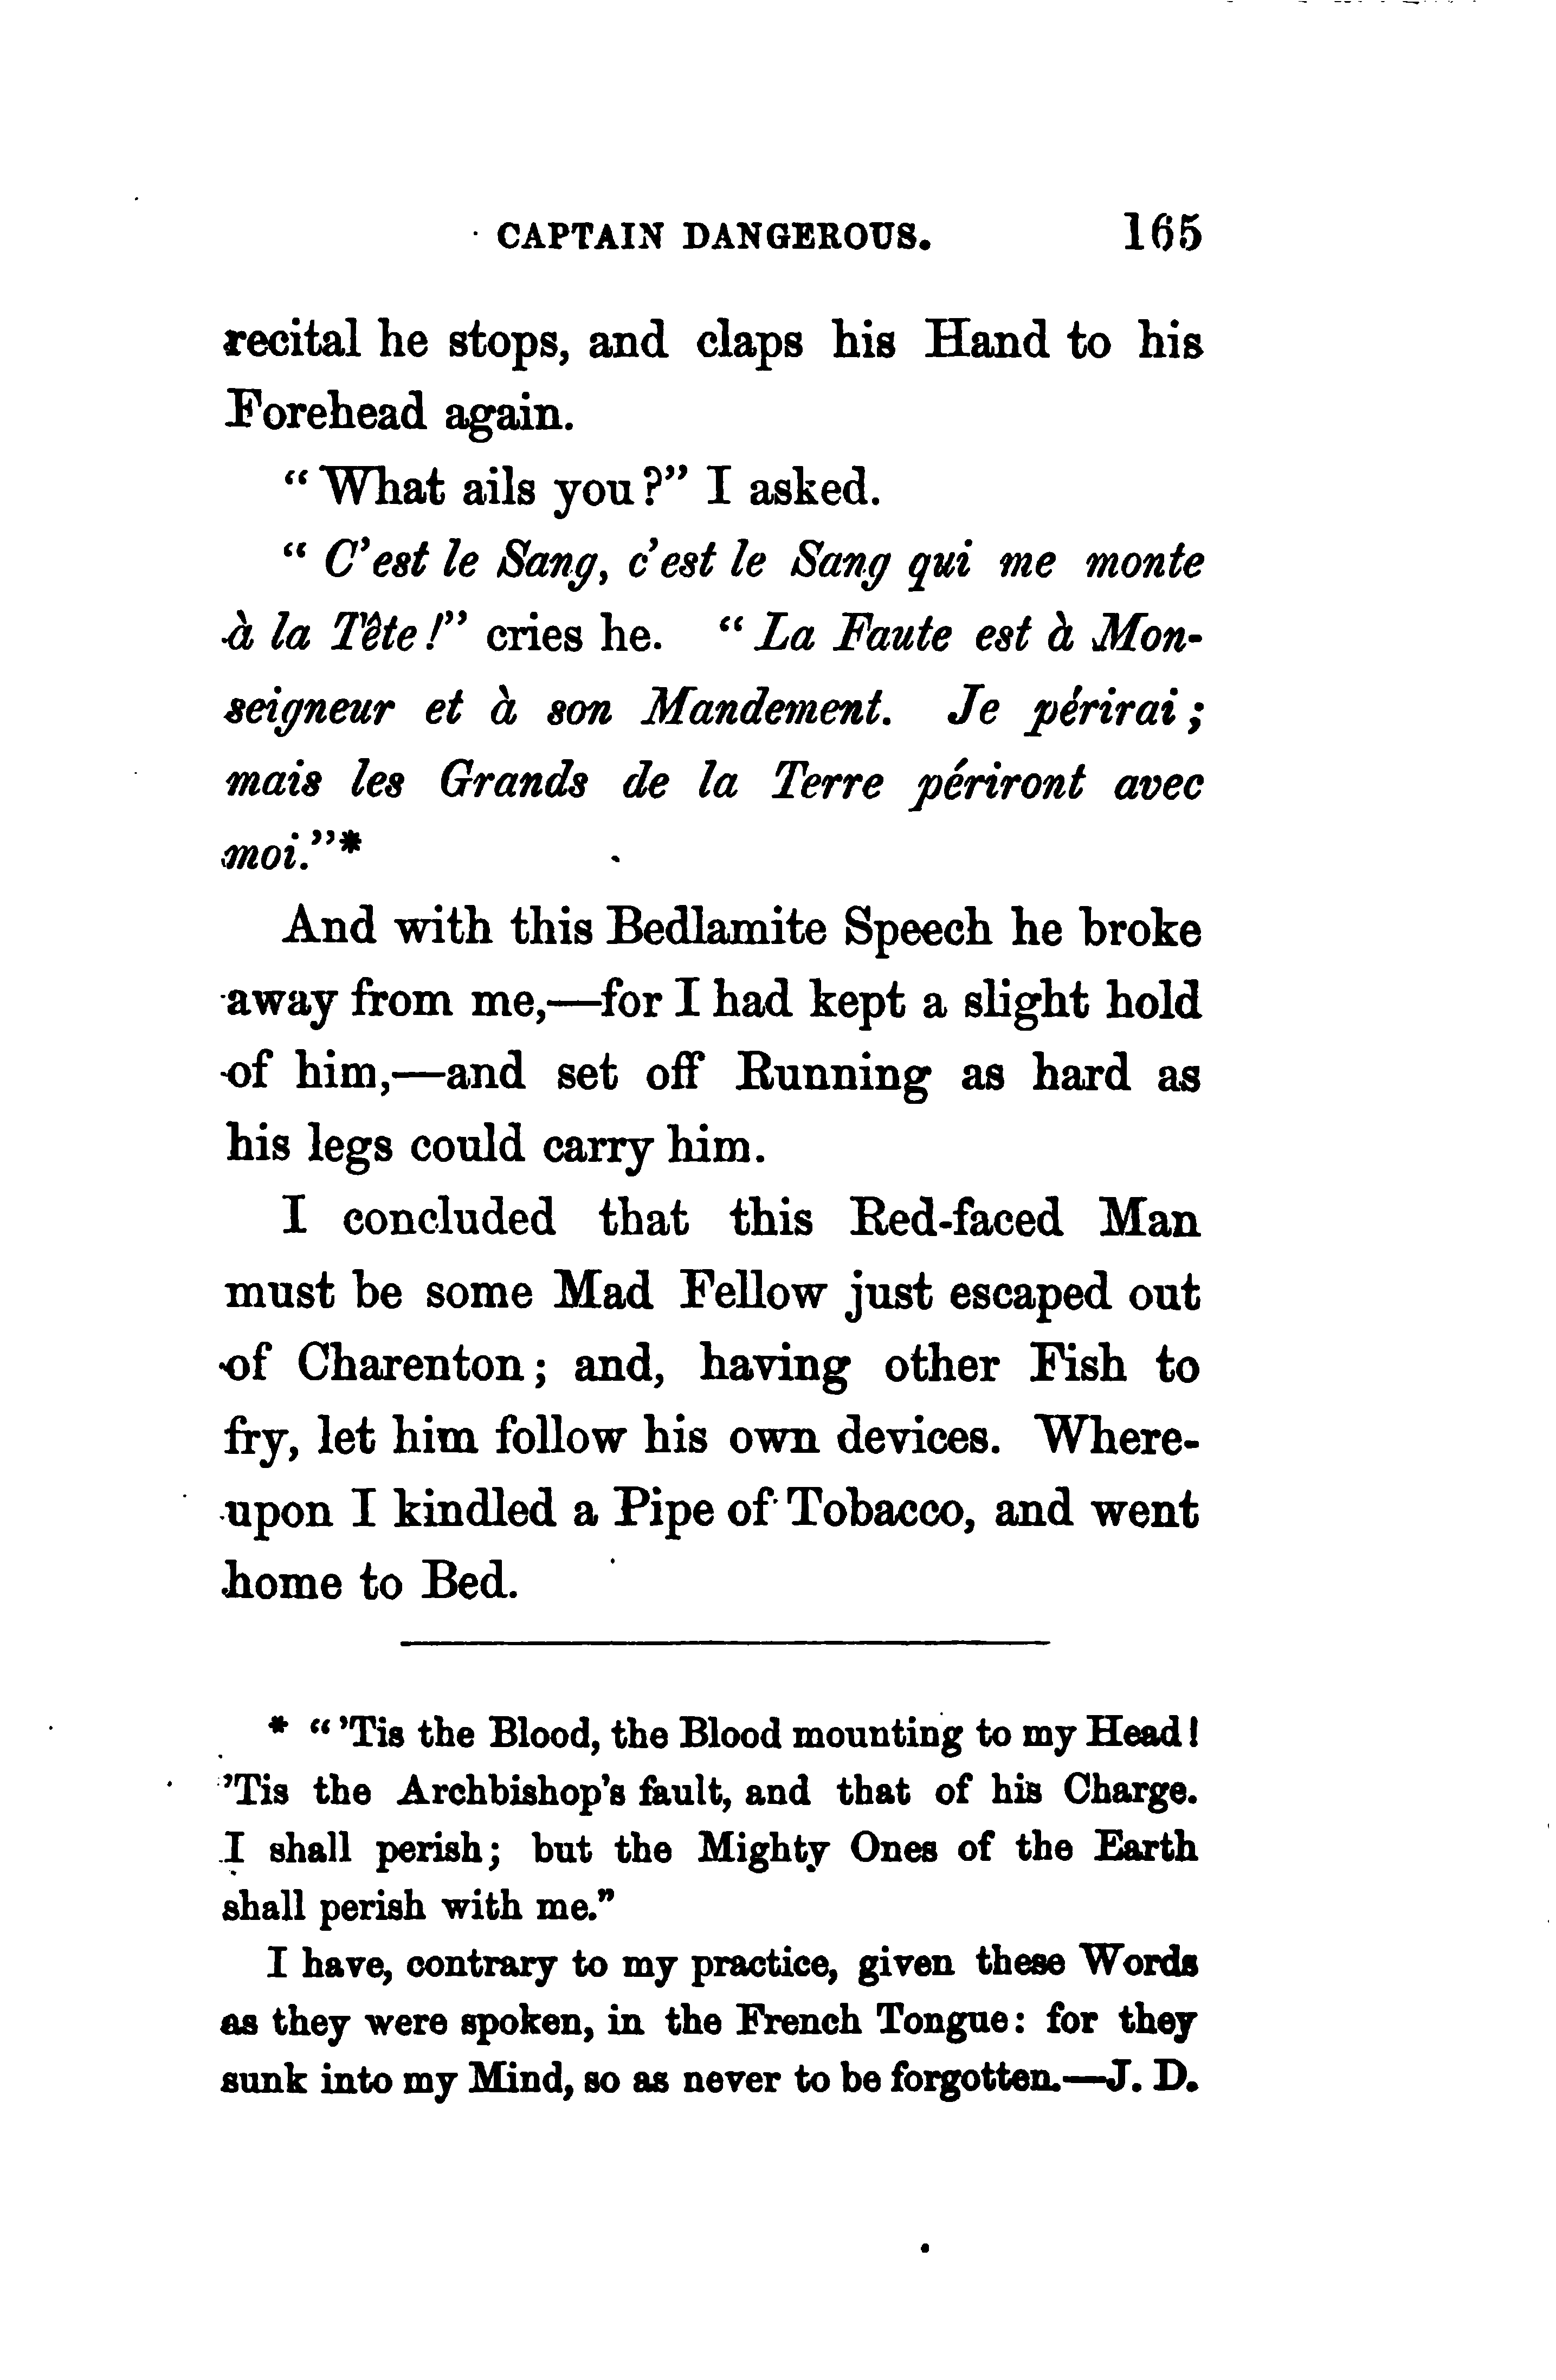 CAPTAIN DANGEROUS. 165
recital he stops, and claps his Hand to his
Forehead again.
“What ails you?” I asked.
“C’est le Sang, c’est le Sang qui me monte
à la Tête!” cries he. “La Faute est à Mon-
seigneur et à son Mandement. Je périrai;
mais les Grands de la Terre périront avec
moi.”*
And with this Bedlamite Speech he broke
away from me,—for I had kept a slight hold
of him,—and set off Running as hard as
his legs could carry him.
I concluded that this Red-faced Man
must be some Mad Fellow just escaped out
of Charenton; and, having other Fish to
fry, let him follow his own devices. Where-
upon I kindled a Pipe of Tobacco, and went
home to Bed.
* “’Tis the Blood, the Blood mounting to my Head!
’Tis the Archbishop’s fault, and that of his Charge.
I shall perish; but the Mighty Ones of the Earth
shall perish with me.”
I have, contrary to my practice, given these Words
as they were spoken, in the French Tongue: for they
sunk into my Mind, so as never to be forgotten.—J. D.